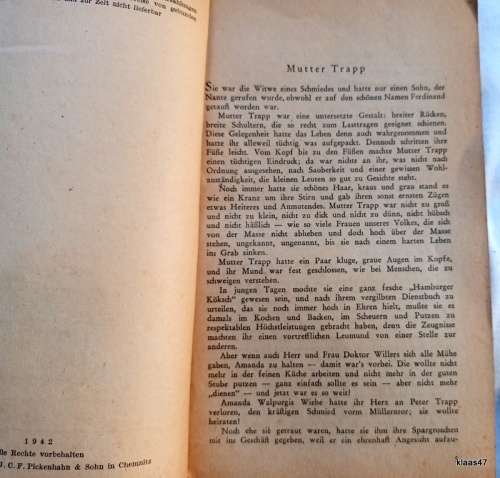 zählungen
eise von gebunden
und zur Zeit nicht lieferbar
1942
lle Rechte vorbehalten
J. C. F. Pickenhahn & Sohn in Chemnitz
Mutter Trapp
Sie war die Witwe eines Schmiedes und hatte nur einen Sohn, der
Nante gerufen wurde, obwohl er auf den schönen Namen Ferdinand
getauft worden war.
Mutter Trapp war eine untersetzte Gestalt: breiter Rücken,
breite Schultern, die so recht zum Lasttragen geeignet schienen.
Diese Gelegenheit hatte das Leben denn auch wahrgenommen und
hatte ihr alleweil tüchtig was aufgepackt. Dennoch schritten ihre
Füße leicht. Vom Kopf bis zu den Füßen machte Mutter Trapp
einen tüchtigen Eindruck; da war nichts an ihr, was nicht nach
Ordnung ausgesehen, nach Sauberkeit und einer gewissen Wohl-
anständigkeit, die kleinen Leuten so gut zu Gesichte steht.
Noch immer hatte sie schönes Haar, kraus und grau stand es
wie ein Kranz um ihre Stirn und gab ihren sonst ernsten Zügen
etwas Heiteres und Anmutendes. Mutter Trapp war nicht zu groß
und nicht zu klein, nicht zu dick und nicht zu dünn, nicht hübsch
und nicht häßlich — wie so viele Frauen unseres Volkes, die sich
von der Masse nicht abheben und doch hoch über der Masse
stehen, ungekannt, ungenannt, bis sie nach einem harten Leben
ins Grab sinken.
Mutter Trapp hatte ein Paar kluge, graue Augen im Kopfe,
und ihr Mund war fest geschlossen, wie bei Menschen, die zu
schweigen verstehen.
In jungen Tagen mochte sie eine ganz fesche „Hamburger
Köksch“ gewesen sein, und nach ihrem vergilbten Dienstbuch zu
urteilen, das sie noch immer hoch in Ehren hielt, mußte sie es
damals im Kochen und Backen, im Scheuern und Putzen zu
respektablen Höchstleistungen gebracht haben, denn die Zeugnisse
machten ihr einen vortrefflichen Leumund von einer Stelle zur
anderen.
Aber wenn auch Herr und Frau Doktor Willers sich alle Mühe
gaben, Amanda zu halten — damit war's vorbei. Die wollte nicht
mehr in der feinen Küche arbeiten und nicht mehr in der guten
Stube putzen — ganz einfach sollte es sein — aber nicht mehr
„dienen“ — und jetzt war es so weit!
Amanda Walpurgis Wiebe hatte ihr Herz an Peter Trapp
verloren, den kräftigen Schmied vorm Müllerntor; sie wollte
heiraten!
Noch ehe sie getraut waren, hatte sie ihm ihre Spargroschen
mit ins Geschäft gegeben, weil er ein ehrenhaft Angesicht aufzu-
klaas47